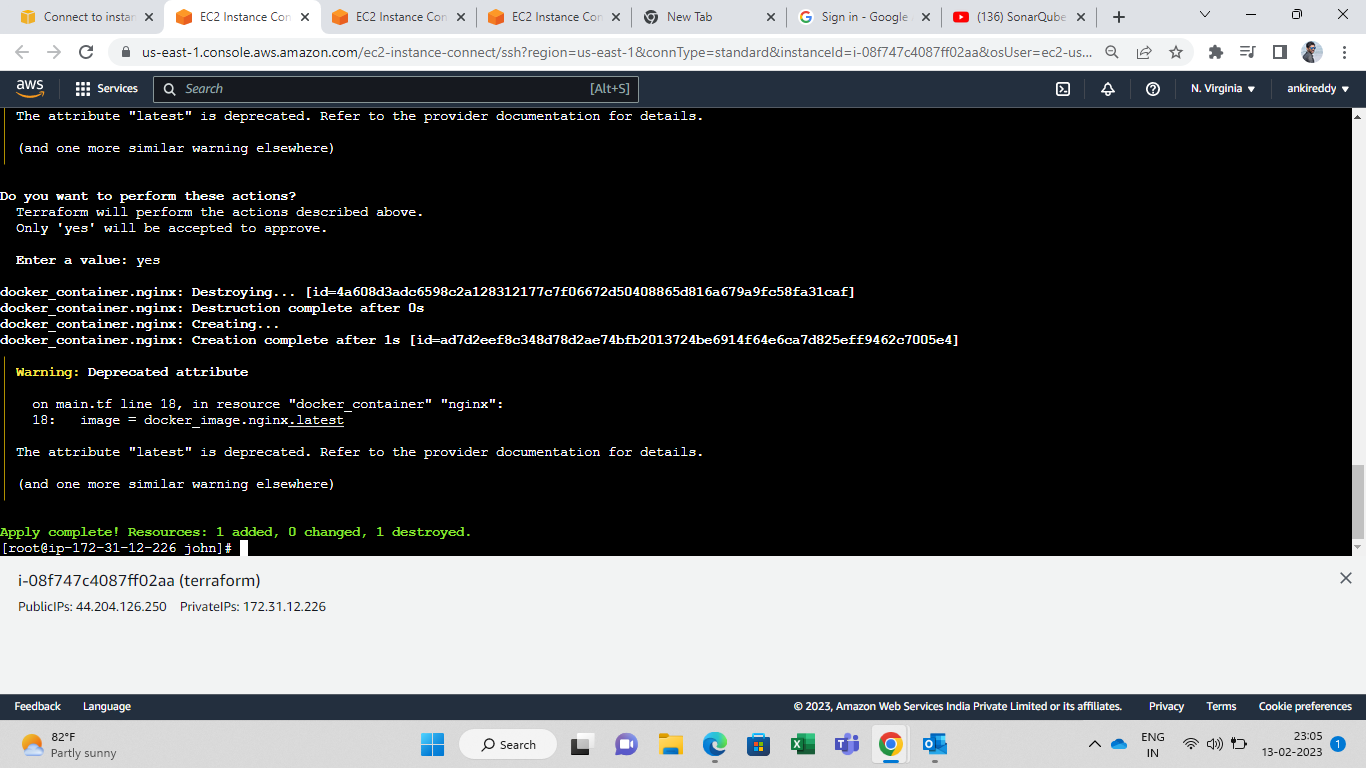 Connect to instan
EC2 Instance Con
EC2 Instance Con
EC2 Instance Con
New Tab
Sign in - Google
(136) SonarQube
us-east-1.console.aws.amazon.com/ec2-instance-connect/ssh?region=us-east-1&connType=standard&instanceId=i-08f747c4087ff02aa&osUser=ec2-us...
aws
Services
Search
[Alt+S]
N. Virginia
ankireddy
The attribute "latest" is deprecated. Refer to the provider documentation for details.
(and one more similar warning elsewhere)
Do you want to perform these actions?
Terraform will perform the actions described above.
Only 'yes' will be accepted to approve.
Enter a value: yes
docker_container.nginx: Destroying... [id=4a608d3adc6598c2a128312177c7f06672d50408865d816a679a9fc58fa31caf]
docker_container.nginx: Destruction complete after 0s
docker_container.nginx: Creating...
docker_container.nginx: Creation complete after 1s [id=ad7d2eef8c348d78d2ae74bfb2013724be6914f64e6ca7d825eff9462c7005e4]
Warning: Deprecated attribute
on main.tf line 18, in resource "docker_container" "nginx":
18:   image = docker_image.nginx.latest
The attribute "latest" is deprecated. Refer to the provider documentation for details.
(and one more similar warning elsewhere)
Apply complete! Resources: 1 added, 0 changed, 1 destroyed.
[root@ip-172-31-12-226 john]#
i-08f747c4087ff02aa (terraform)
PublicIPs: 44.204.126.250    PrivateIPs: 172.31.12.226
Feedback
Language
© 2023, Amazon Web Services India Private Limited or its affiliates.
Privacy
Terms
Cookie preferences
82°F
Partly sunny
Search
ENG
IN
23:05
13-02-2023
1